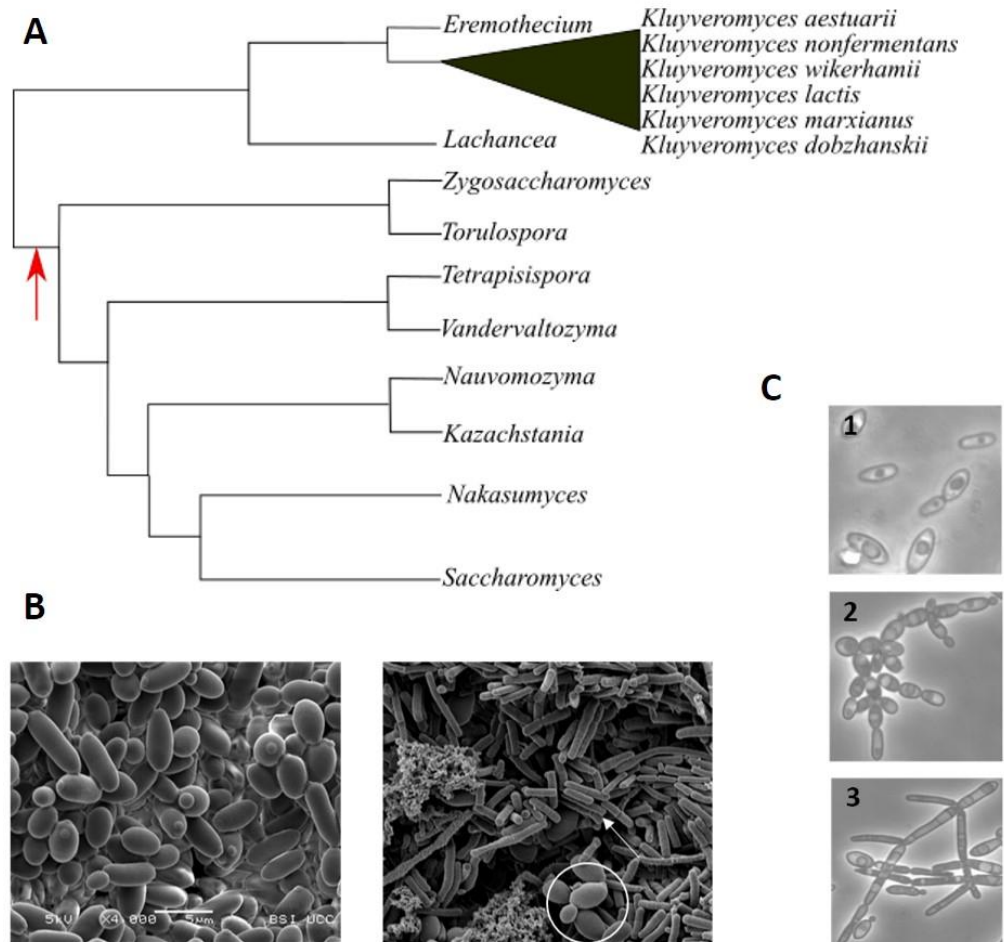 A
Eremothecium
Kluyveromyces aestuarii
Kluyveromyces nonfermentans
Kluyveromyces wikerhamii
Kluyveromyces lactis
Kluyveromyces marxianus
Kluyveromyces dobzhanskii
Lachancea
Zygosaccharomyces
Torulospora
Tetrapisispora
Vandervaltozyma
Nauvomozyma
Kazachstania
Nakasumyces
Saccharomyces
B
5kV X4,000 5µm BSI UCC
C
1
2
3